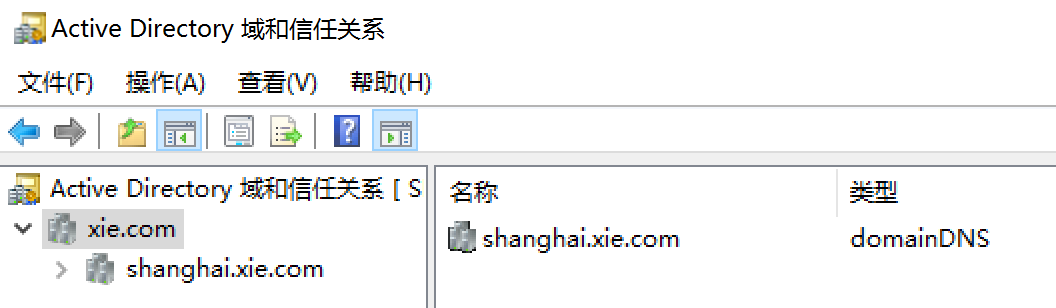 Active Directory 域和信任关系
文件(F) 操作(A) 查看(V) 帮助(H)
Active Directory 域和信任关系 [ S
xie.com
shanghai.xie.com
名称 类型
shanghai.xie.com domainDNS